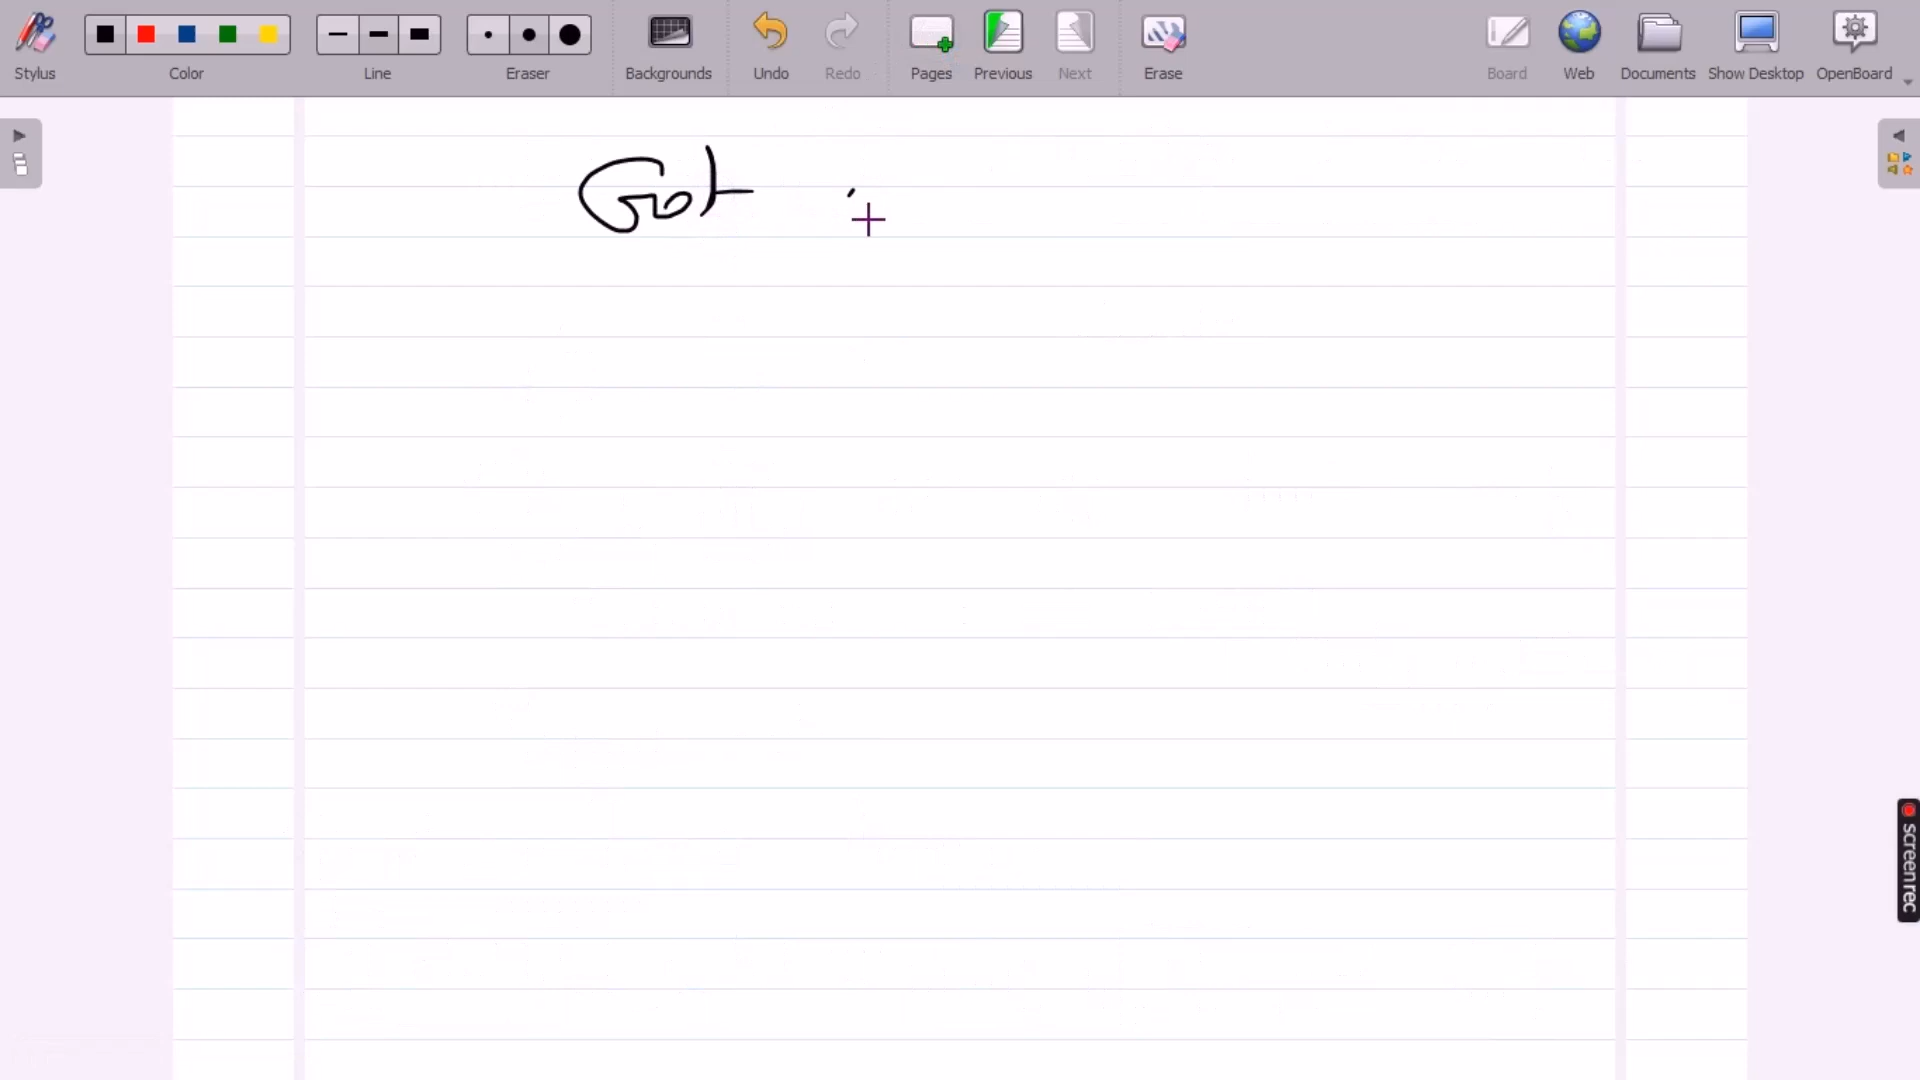 Stylus Color Line Eraser Backgrounds Undo Redo Pages Previous Next Erase Board Web Documents Show Desktop OpenBoard
Got
screenrec